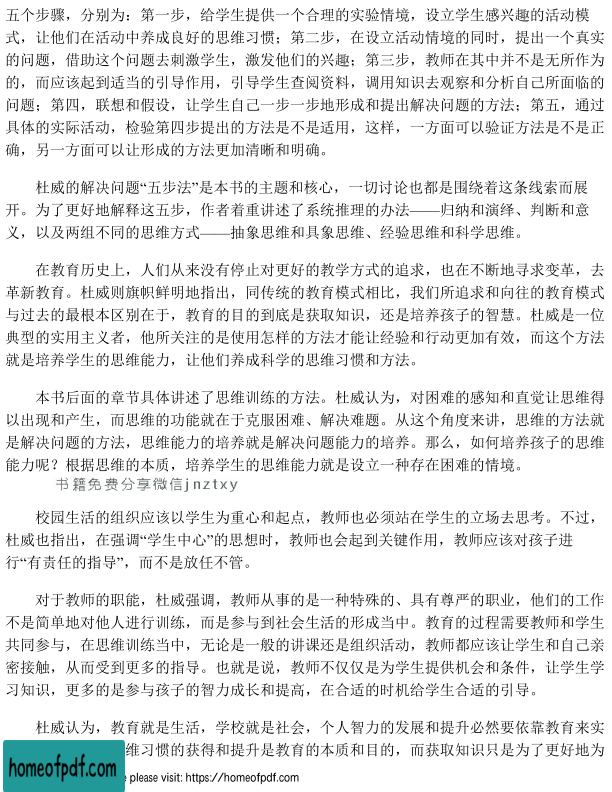 五个步骤，分别为：第一步，给学生提供一个合理的实验情境，设立学生感兴趣的活动模
式，让他们在活动中养成良好的思维习惯；第二步，在设立活动情境的同时，提出一个真实
的问题，借助这个问题去刺激学生，激发他们的兴趣；第三步，教师在其中并不是无所作为
的，而应该起到适当的引导作用，引导学生查阅资料，调用知识去观察和分析自己所面临的
问题；第四，联想和假设，让学生自己一步一步地形成和提出解决问题的方法；第五，通过
具体的实际活动，检验第四步提出的方法是不是适用，这样，一方面可以验证方法是不是正
确，另一方面可以让形成的方法更加清晰和明确。
杜威的解决问题“五步法”是本书的主题和核心，一切讨论也都是围绕着这条线索而展
开。为了更好地解释这五步，作者着重讲述了系统推理的办法——归纳和演绎、判断和意
义，以及两组不同的思维方式——抽象思维和具象思维、经验思维和科学思维。
在教育历史上，人们从来没有停止对更好的教学方式的追求，也在不断地寻求变革，去
革新教育。杜威则旗帜鲜明地指出，同传统的教育模式相比，我们所追求和向往的教育模式
与过去的最根本区别在于，教育的目的到底是获取知识，还是培养孩子的智慧。杜威是一位
典型的实用主义者，他所关注的是使用怎样的方法才能让经验和行动更加有效，而这个方法
就是培养学生的思维能力，让他们养成科学的思维习惯和方法。
本书后面的章节具体讲述了思维训练的方法。杜威认为，对困难的感知和直觉让思维得
以出现和产生，而思维的功能就在于克服困难、解决难题。从这个角度来讲，思维的方法就
是解决问题的方法，思维能力的培养就是解决问题能力的培养。那么，如何培养孩子的思维
能力呢？根据思维的本质，培养学生的思维能力就是设立一种存在困难的情境。
书籍免费分享微信jnztxy
校园生活的组织应该以学生为重心和起点，教师也必须站在学生的立场去思考。不过，
杜威也指出，在强调“学生中心”的思想时，教师也会起到关键作用，教师应该对孩子进
行“有责任的指导”，而不是放任不管。
对于教师的职能，杜威强调，教师从事的是一种特殊的、具有尊严的职业，他们的工作
不是简单地对他人进行训练，而是参与到社会生活的形成当中。教育的过程需要教师和学生
共同参与，在思维训练当中，无论是一般的讲课还是组织活动，教师都应该让学生和自己亲
密接触，从而受到更多的指导。也就是说，教师不仅仅是为学生提供机会和条件，让学生学
习知识，更多的是参与孩子的智力成长和提高，在合适的时机给学生合适的引导。
杜威认为，教育就是生活，学校就是社会，个人智力的发展和提升必然要依靠教育来实
维习惯的获得和提升是教育的本质和目的，而获取知识只是为了更好地为
homeofpdf.com
please visit: https://homeofpdf.com